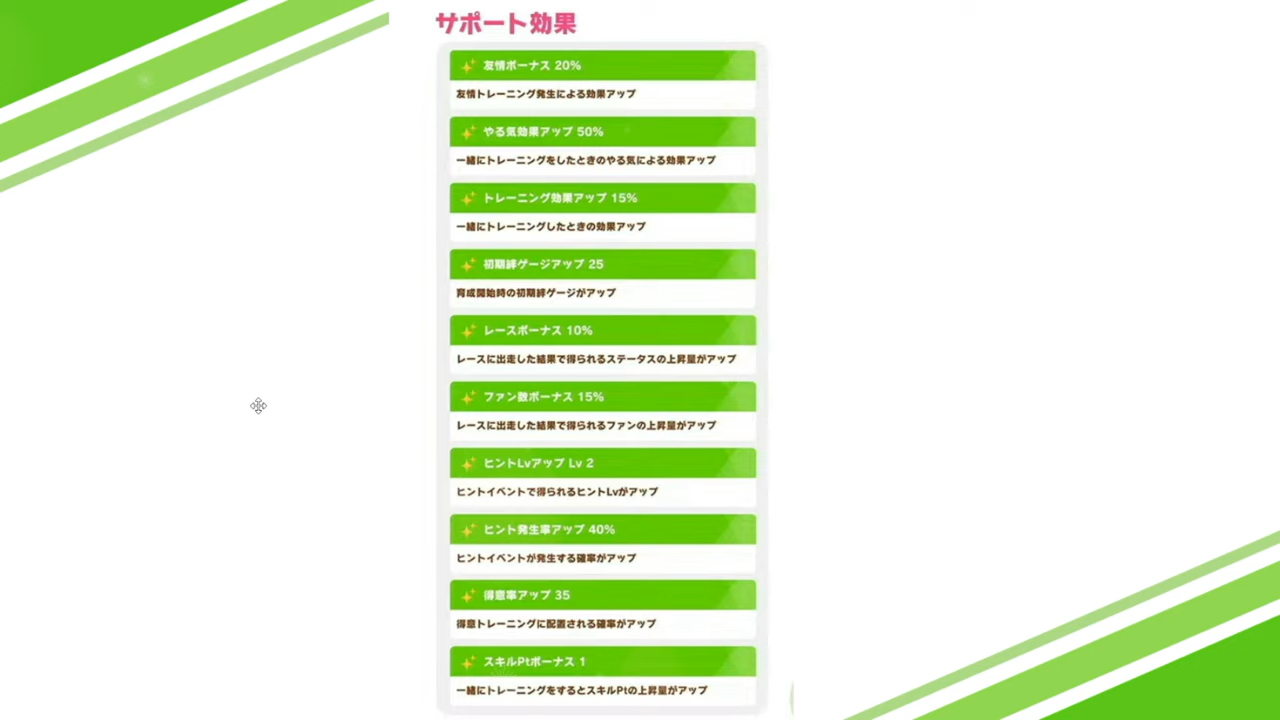 サポート効果
友情ボーナス 20%
友情トレーニング発生による効果アップ
やる気効果アップ 50%
一緒にトレーニングをしたときのやる気による効果アップ
トレーニング効果アップ 15%
一緒にトレーニングしたときの効果アップ
初期絆ゲージアップ 25
育成開始時の初期絆ゲージがアップ
レースボーナス 10%
レースに出走した結果で得られるステータスの上昇量がアップ
ファン数ボーナス 15%
レースに出走した結果で得られるファンの上昇量がアップ
ヒントLvアップ Lv 2
ヒントイベントで得られるヒントLvがアップ
ヒント発生率アップ 40%
ヒントイベントが発生する確率がアップ
得意率アップ 35
得意トレーニングに配置される確率がアップ
スキルPtボーナス 1
一緒にトレーニングをするとスキルPtの上昇量がアップ